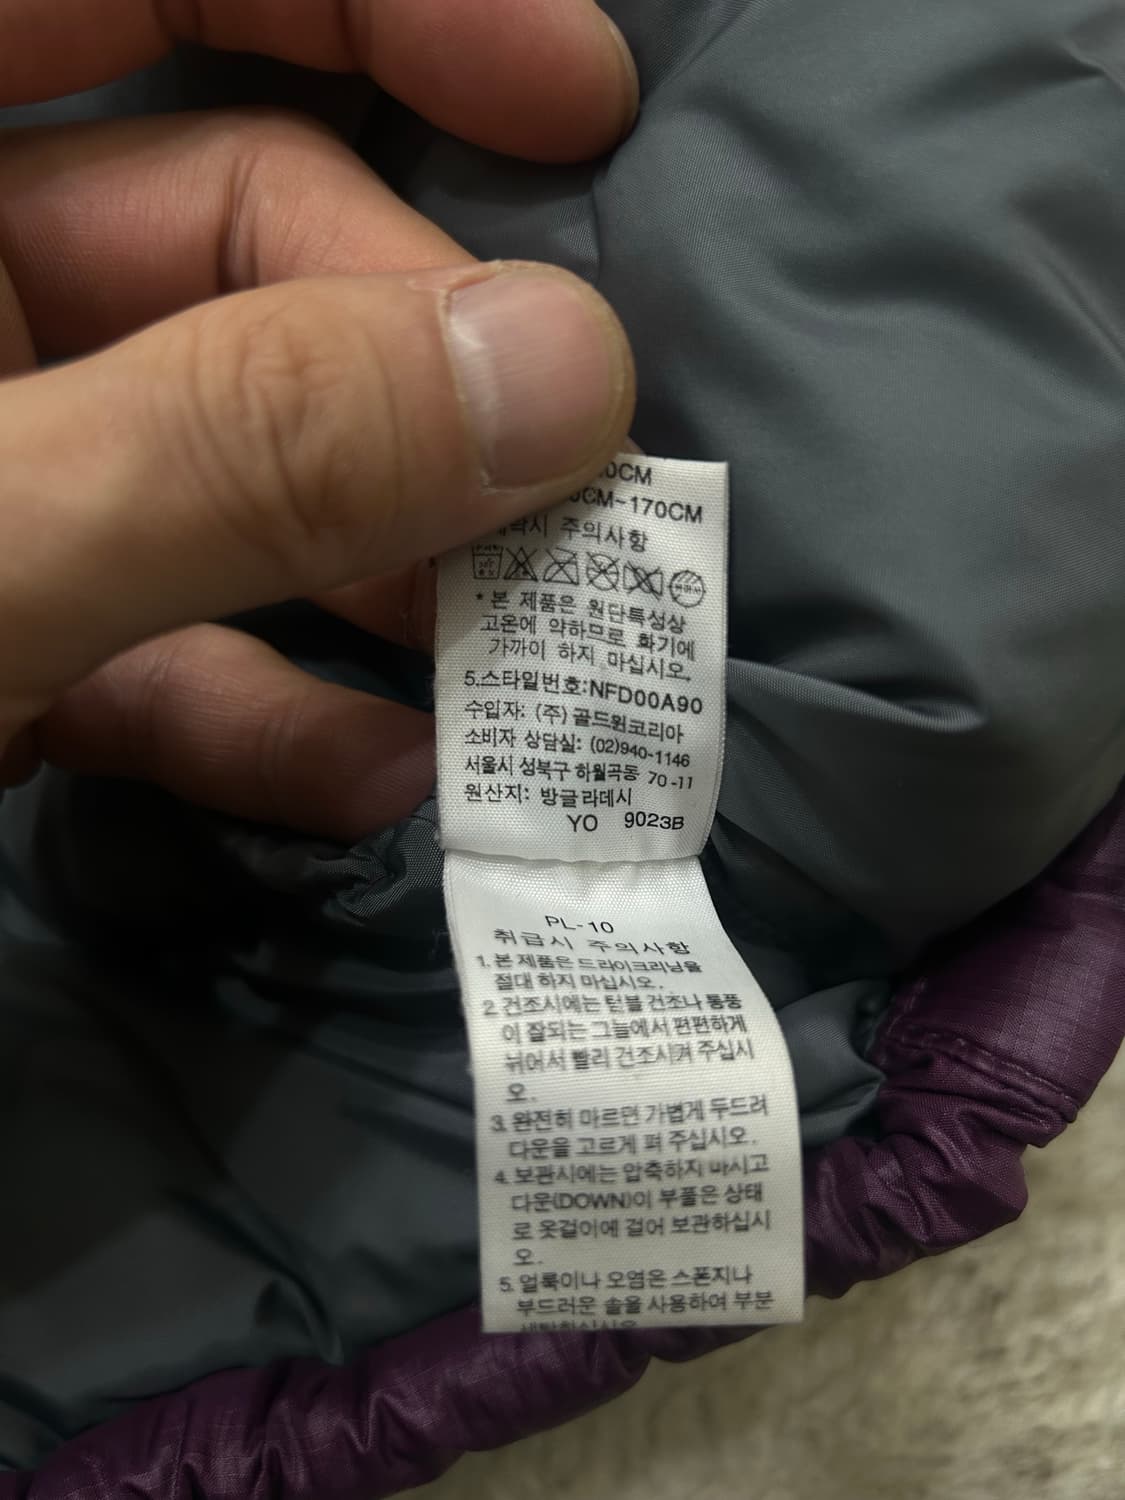 0CM
0CM~170CM
취락시 주의사항
* 본 제품은 원단특성상
고온에 약하므로 화기에
가까이 하지 마십시오.
5.스타일번호:NFD00A90
수입자: (주) 골드윈코리아
소비자 상담실: (02)940-1146
서울시 성북구 하월곡동 70-11
원산지: 방글라데시
YO 9023B
PL-10
취급시 주의사항
1. 본 제품은 드라이크리닝을
절대 하지 마십시오.
2. 건조시에는 텀블 건조나 통풍
이 잘되는 그늘에서 편편하게
뉘어서 빨리 건조시켜 주십시
오.
3. 완전히 마르면 가볍게 두드려
다운을 고르게 펴 주십시오.
4. 보관시에는 압축하지 마시고
다운(DOWN)이 부풀은 상태
로 옷걸이에 걸어 보관하십시
오.
5. 얼룩이나 오염은 스폰지나
부드러운 솔을 사용하여 부분
세탁하십시오